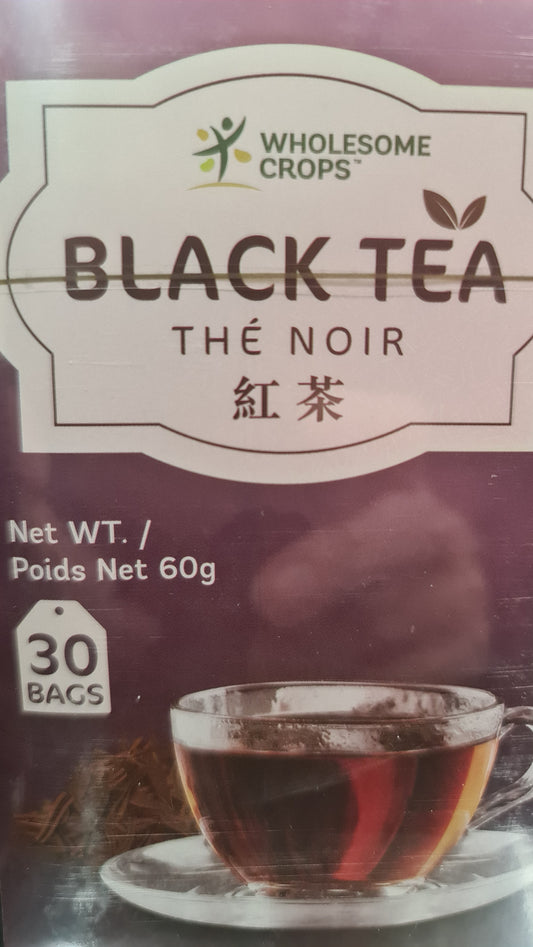 WHOLESOME
CROPS™
BLACK TEA
THÉ NOIR
紅茶
Net WT. /
Poids Net 60g
30
BAGS